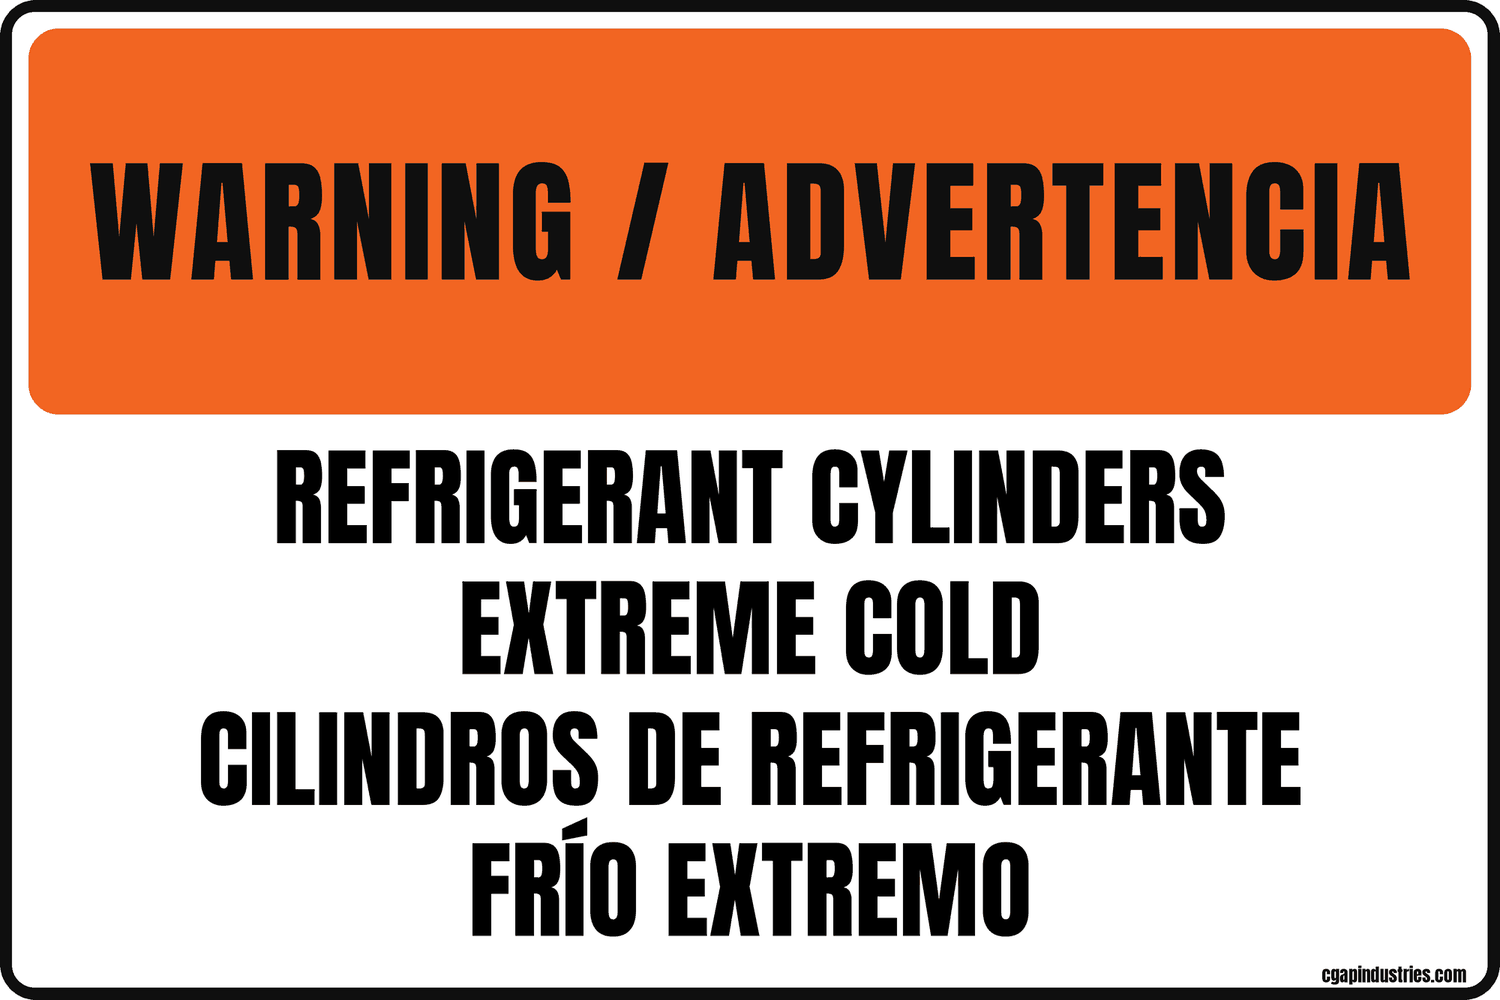 WARNING / ADVERTENCIA
REFRIGERANT CYLINDERS
EXTREME COLD
CILINDROS DE REFRIGERANTE
FRÍO EXTREMO
cgapindustries.com